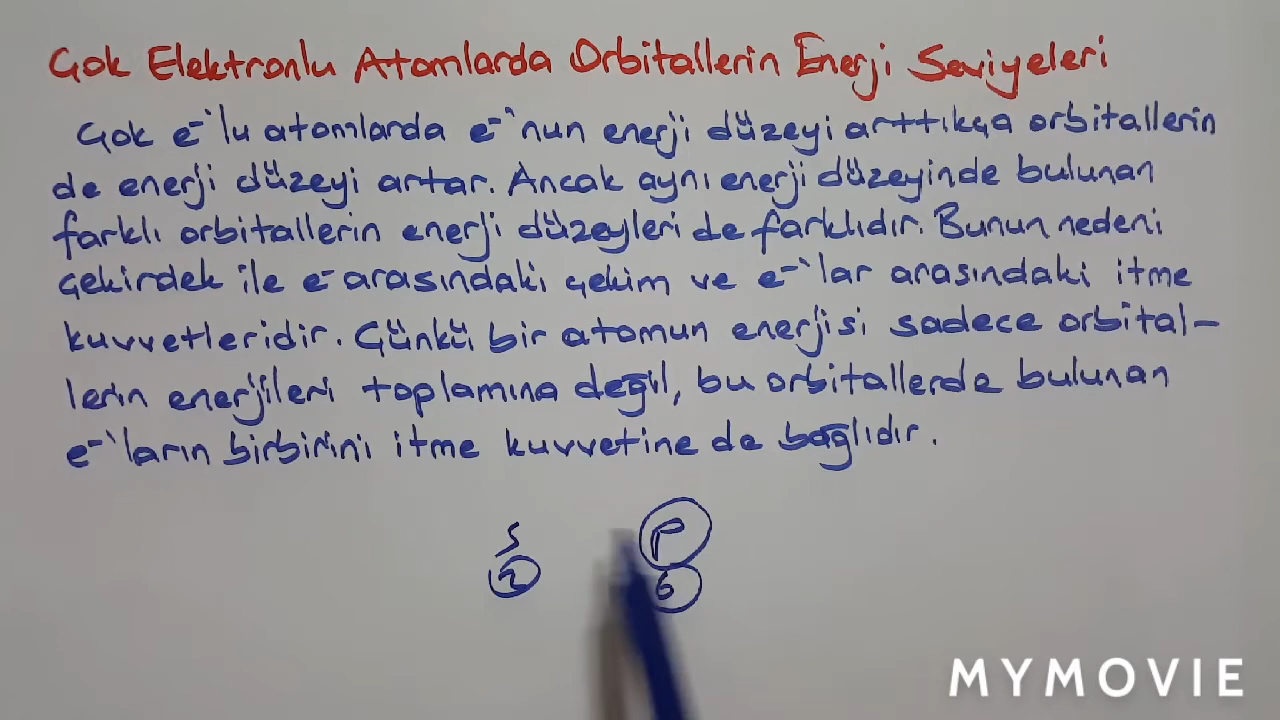 Çok Elektronlu Atomlarda Orbitallerin Enerji Seviyeleri
Çok e⁻'lu atomlarda e⁻'nun enerji düzeyi arttıkça orbitallerin
de enerji düzeyi artar. Ancak aynı enerji düzeyinde bulunan
farklı orbitallerin enerji düzeyleri de farklıdır. Bunun nedeni
çekirdek ile e⁻ arasındaki çekim ve e⁻'lar arasındaki itme
kuvvetleridir. Çünkü bir atomun enerjisi sadece orbital-
lerin enerjileri toplamına değil, bu orbitallerde bulunan
e⁻'ların birbirini itme kuvvetine de bağlıdır.
s p
2 6
MYMOVIE